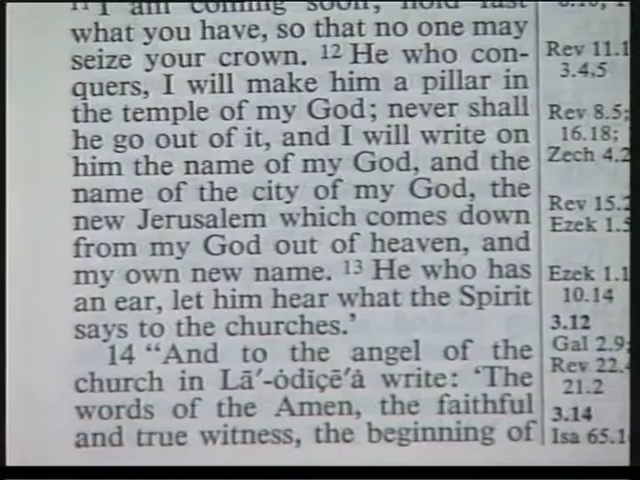 11 I am coming soon; hold fast
what you have, so that no one may
seize your crown. 12 He who con-
quers, I will make him a pillar in
the temple of my God; never shall
he go out of it, and I will write on
him the name of my God, and the
name of the city of my God, the
new Jerusalem which comes down
from my God out of heaven, and
my own new name. 13 He who has
an ear, let him hear what the Spirit
says to the churches.’
14 “And to the angel of the
church in Lā′-ȯdĭçē′ȧ write: ‘The
words of the Amen, the faithful
and true witness, the beginning of
Rev 11.1
3.4,5
Rev 8.5;
16.18;
Zech 4.2
Rev 15.2
Ezek 1.5
Ezek 1.1
10.14
3.12
Gal 2.9;
Rev 22.4
21.2
3.14
Isa 65.1